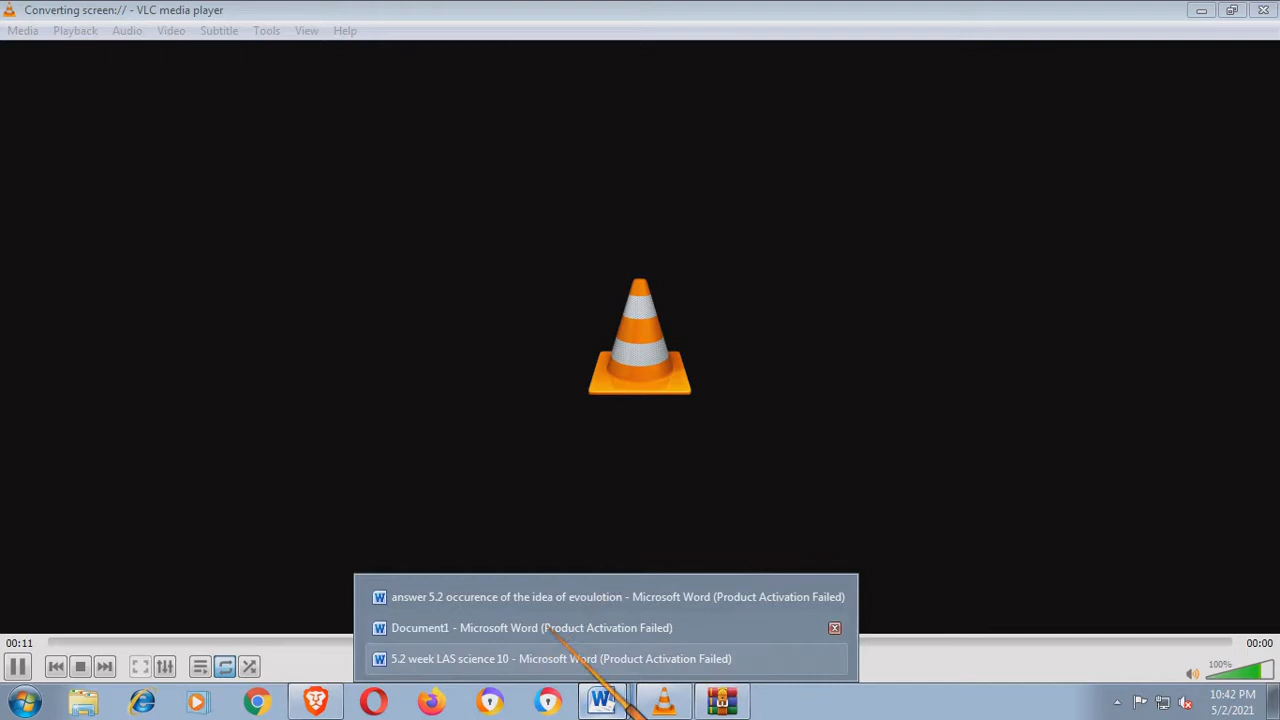 Converting screen:// - VLC media player
Media Playback Audio Video Subtitle Tools View Help
answer 5.2 occurence of the idea of evoulotion - Microsoft Word (Product Activation Failed)
Document1 - Microsoft Word (Product Activation Failed)
5.2 week LAS science 10 - Microsoft Word (Product Activation Failed)
00:11
00:00
100%
10:42 PM
5/2/2021